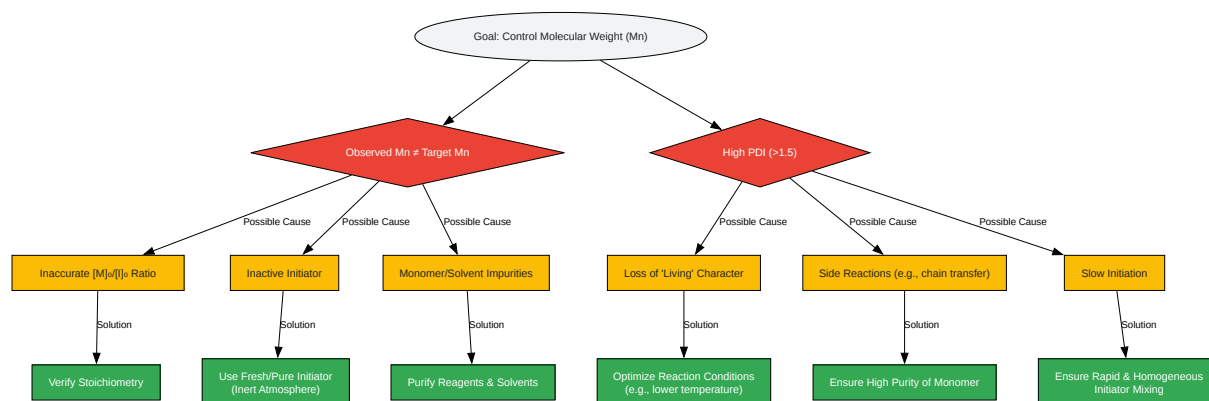 Goal: Control Molecular Weight (Mn)
Observed Mn ≠ Target Mn
High PDI (>1.5)
Possible Cause
Possible Cause
Possible Cause
Possible Cause
Possible Cause
Possible Cause
Inaccurate [M]₀/[I]₀ Ratio
Inactive Initiator
Monomer/Solvent Impurities
Loss of 'Living' Character
Side Reactions (e.g., chain transfer)
Slow Initiation
Solution
Solution
Solution
Solution
Solution
Solution
Verify Stoichiometry
Use Fresh/Pure Initiator
(Inert Atmosphere)
Purify Reagents & Solvents
Optimize Reaction Conditions
(e.g., lower temperature)
Ensure High Purity of Monomer
Ensure Rapid & Homogeneous
Initiator Mixing